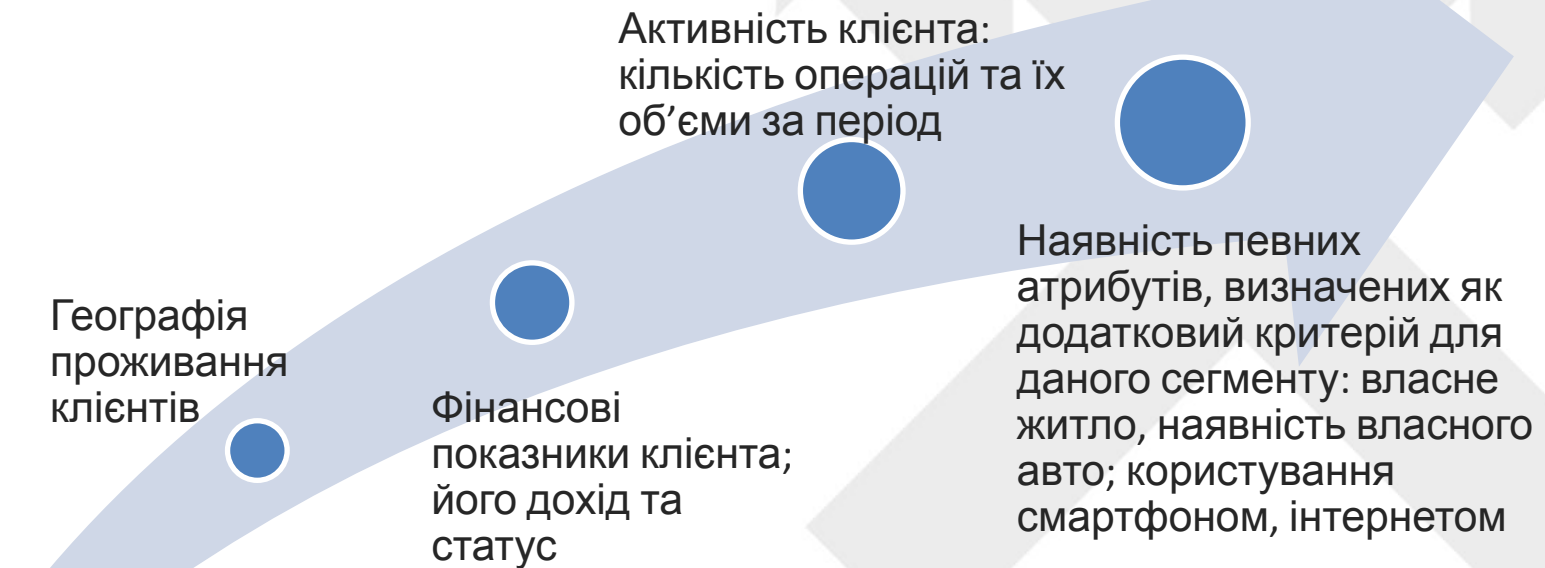 Активність клієнта:
кількість операцій та їх
об’єми за період
Географія
проживання
клієнтів
Фінансові
показники клієнта;
його дохід та
статус
Наявність певних
атрибутів, визначених як
додатковий критерій для
даного сегменту: власне
житло, наявність власного
авто; користування
смартфоном, інтернетом